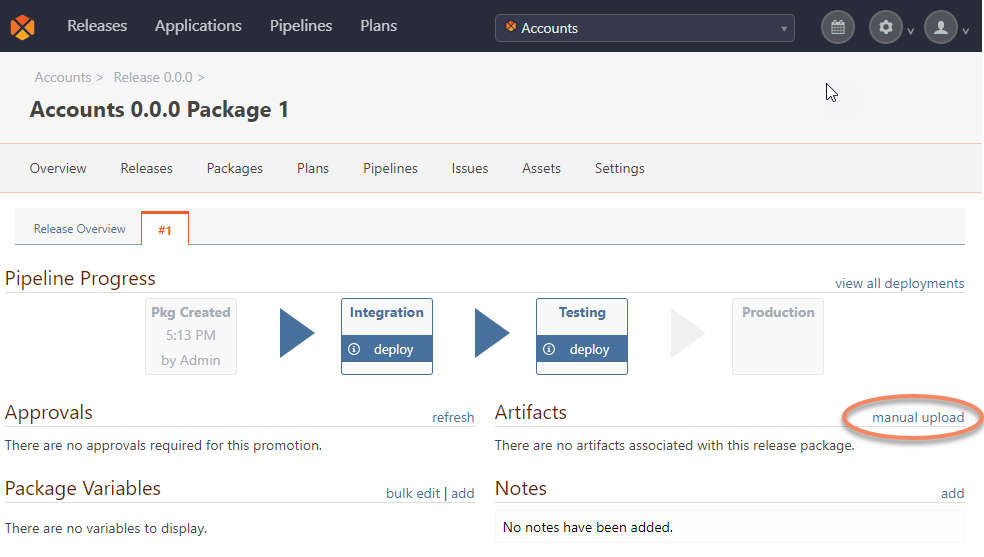 Releases Applications Pipelines Plans Accounts
Accounts > Release 0.0.0 >
Accounts 0.0.0 Package 1
Overview Releases Packages Plans Pipelines Issues Assets Settings
Release Overview #1
Pipeline Progress view all deployments
Pkg Created Integration Testing Production
5:13 PM deploy deploy
by Admin
Approvals refresh Artifacts manual upload
There are no approvals required for this promotion. There are no artifacts associated with this release package.
Package Variables bulk edit | add Notes add
There are no variables to display. No notes have been added.